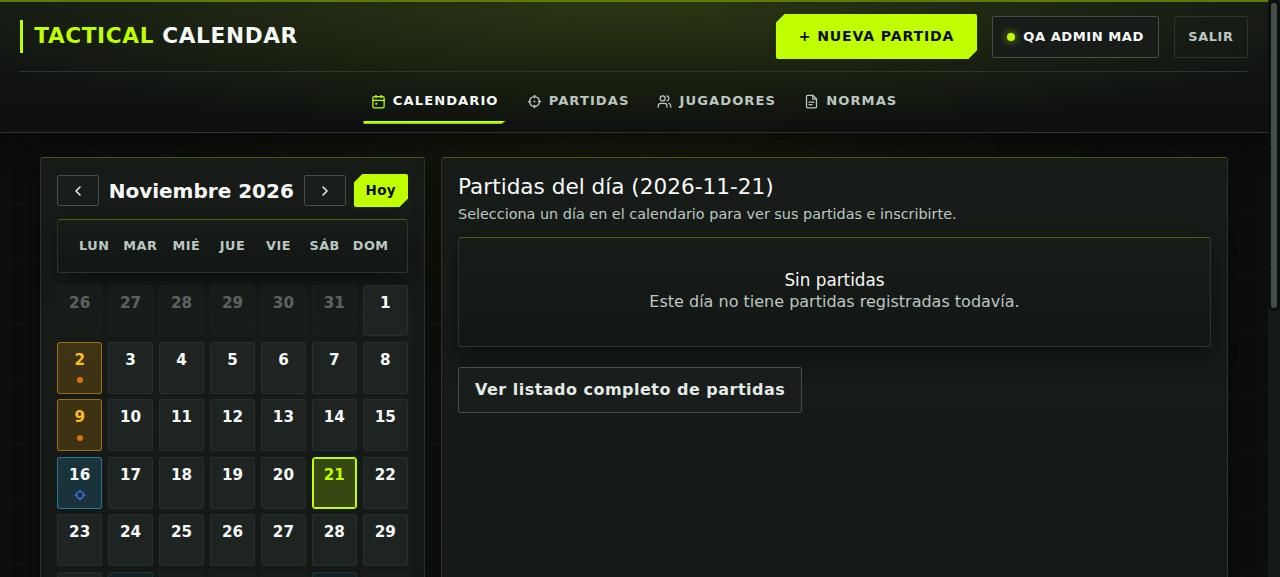 TACTICAL CALENDAR
+ NUEVA PARTIDA
QA ADMIN MAD
SALIR
CALENDARIO
PARTIDAS
JUGADORES
NORMAS
Noviembre 2026
Hoy
LUN MAR MIÉ JUE VIE SÁB DOM
26 27 28 29 30 31 1
2 3 4 5 6 7 8
9 10 11 12 13 14 15
16 17 18 19 20 21 22
23 24 25 26 27 28 29
Partidas del día (2026-11-21)
Selecciona un día en el calendario para ver sus partidas e inscribirte.
Sin partidas
Este día no tiene partidas registradas todavía.
Ver listado completo de partidas